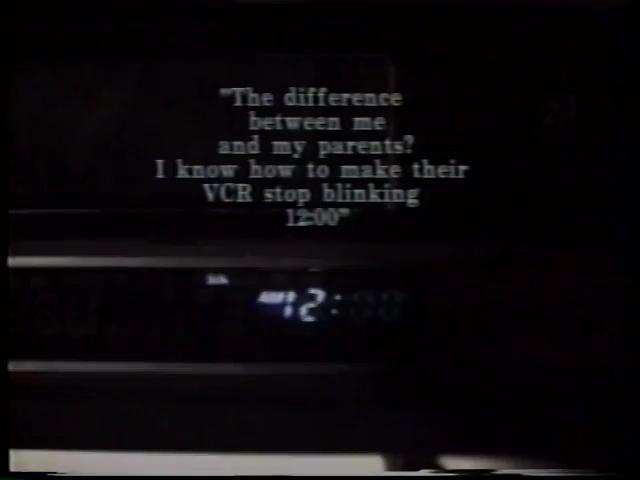 "The difference
between me
and my parents?
I know how to make their
VCR stop blinking
12:00"
AM 12:00